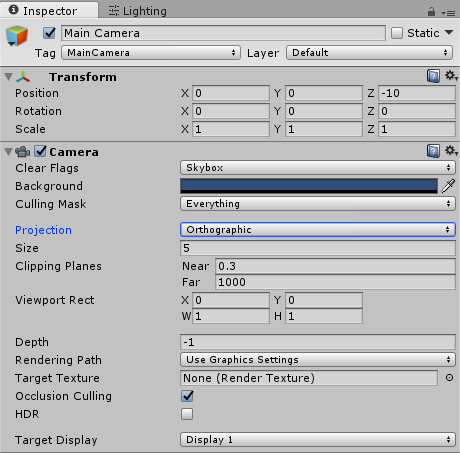 Inspector Lighting
Main Camera Static
Tag MainCamera Layer Default
Transform
Position X 0 Y 0 Z -10
Rotation X 0 Y 0 Z 0
Scale X 1 Y 1 Z 1
Camera
Clear Flags Skybox
Background
Culling Mask Everything
Projection Orthographic
Size 5
Clipping Planes Near 0.3
Far 1000
Viewport Rect X 0 Y 0
W 1 H 1
Depth -1
Rendering Path Use Graphics Settings
Target Texture None (Render Texture)
Occlusion Culling
HDR
Target Display Display 1